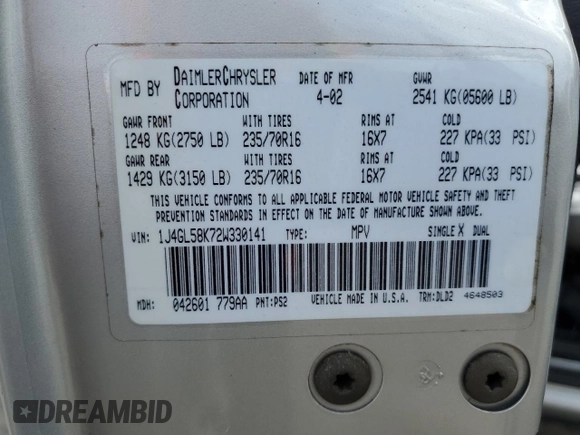 MFD BY DAIMLERCHRYSLER CORPORATION DATE OF MFR 4-02 GVWR 2541 KG(05600 LB)
GAWR FRONT WITH TIRES RIMS AT COLD
1248 KG(2750 LB) 235/70R16 16X7 227 KPA(33 PSI)
GAWR REAR WITH TIRES RIMS AT COLD
1429 KG(3150 LB) 235/70R16 16X7 227 KPA(33 PSI)
THIS VEHICLE CONFORMS TO ALL APPLICABLE FEDERAL MOTOR VEHICLE SAFETY AND THEFT
PREVENTION STANDARDS IN EFFECT ON THE DATE OF MANUFACTURE SHOWN ABOVE.
VIN: 1J4GL58K72W330141 TYPE: MPV SINGLE X DUAL
MDH: 042601 779AA PNT:PS2 VEHICLE MADE IN U.S.A. TRM:DLD2 4648503
DREAMBID